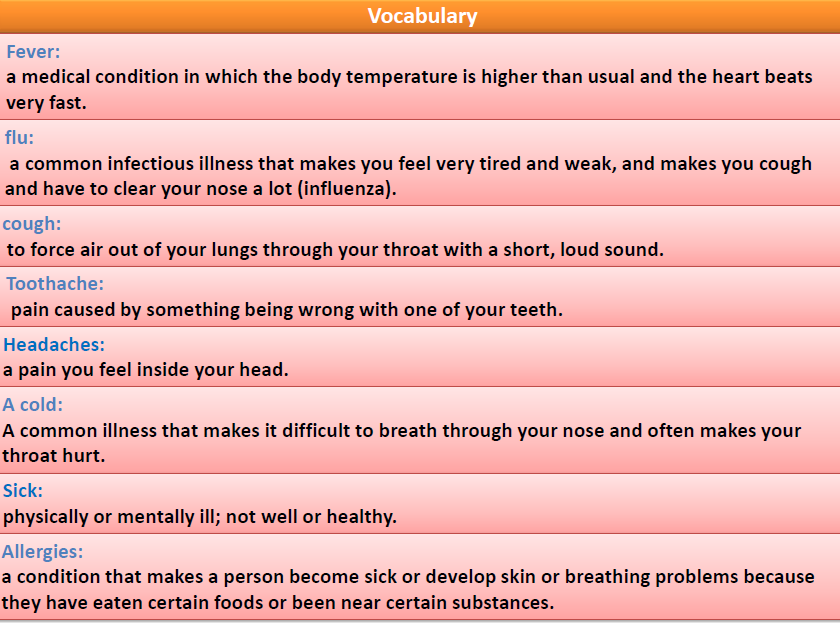 Vocabulary
Fever:
a medical condition in which the body temperature is higher than usual and the heart beats
very fast.
flu:
a common infectious illness that makes you feel very tired and weak, and makes you cough
and have to clear your nose a lot (influenza).
cough:
to force air out of your lungs through your throat with a short, loud sound.
Toothache:
pain caused by something being wrong with one of your teeth.
Headaches:
a pain you feel inside your head.
A cold:
A common illness that makes it difficult to breath through your nose and often makes your
throat hurt.
Sick:
physically or mentally ill; not well or healthy.
Allergies:
a condition that makes a person become sick or develop skin or breathing problems because
they have eaten certain foods or been near certain substances.